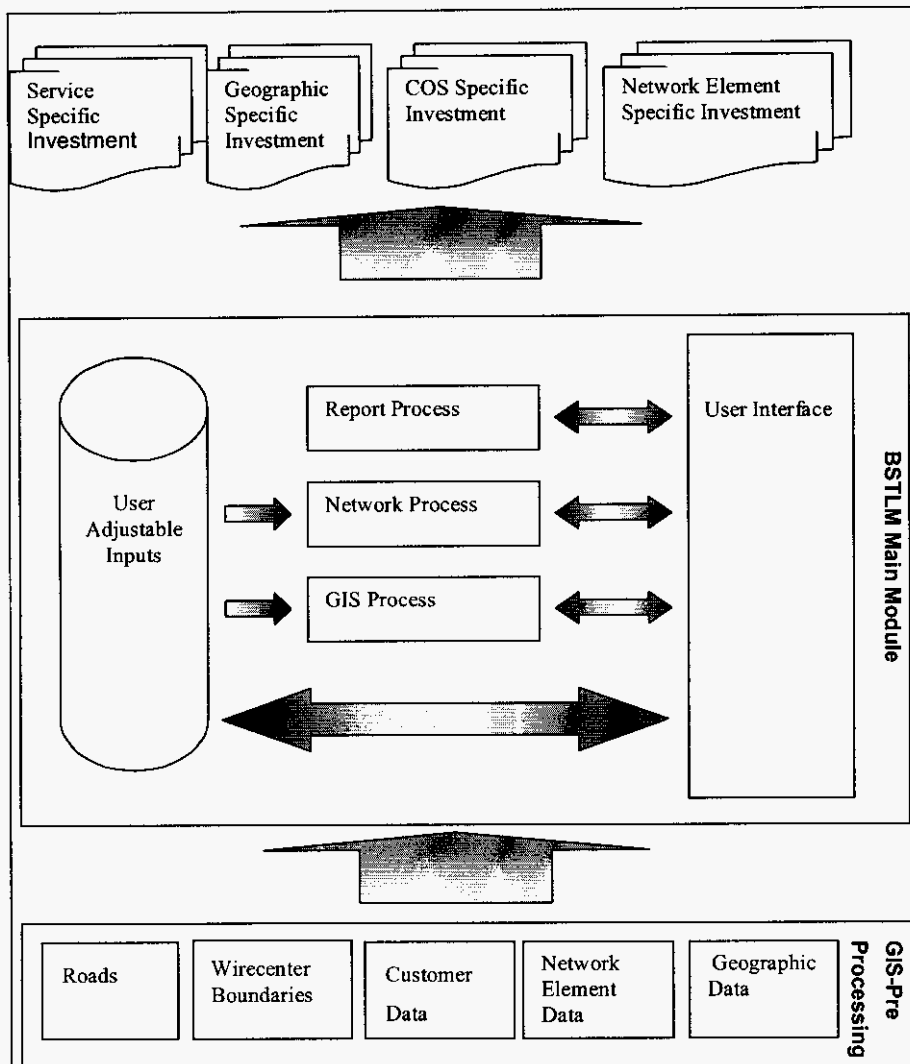 Service
Specific
Investment
Geographic
Specific
Investment
COS Specific
Investment
Network Element
Specific Investment
User
Adjustable
Inputs
Report Process
Network Process
GIS Process
User Interface
BSTLM Main Module
Roads
Wirecenter
Boundaries
Customer
Data
Network
Element
Data
Geographic
Data
GIS-Pre
Processing